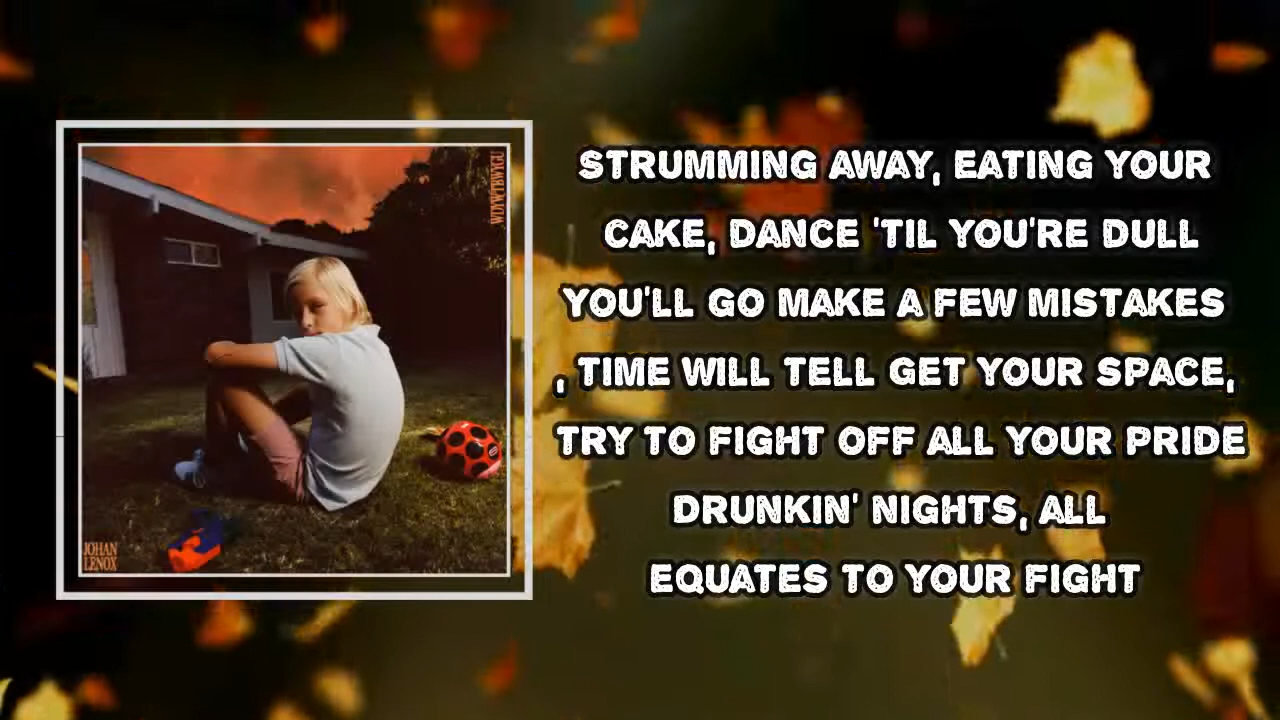 WDYWTBWYGU
JOHAN
LENOX
STRUMMING AWAY, EATING YOUR
CAKE, DANCE 'TIL YOU'RE DULL
YOU'LL GO MAKE A FEW MISTAKES
, TIME WILL TELL GET YOUR SPACE,
TRY TO FIGHT OFF ALL YOUR PRIDE
DRUNKIN' NIGHTS, ALL
EQUATES TO YOUR FIGHT